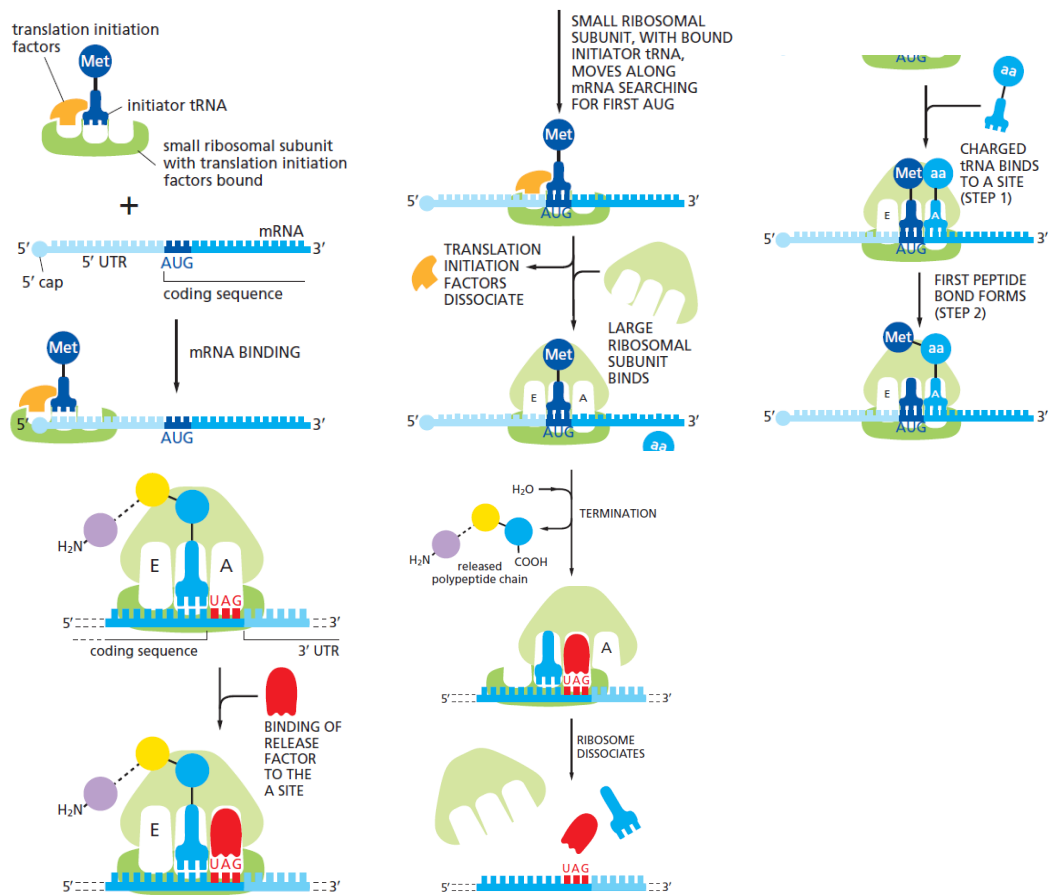 translation initiation
factors
Met
initiator tRNA
small ribosomal subunit
with translation initiation
factors bound
+
mRNA
5′
3′
5′ UTR
AUG
5′ cap
coding sequence
mRNA BINDING
Met
5′
3′
AUG
SMALL RIBOSOMAL
SUBUNIT, WITH BOUND
INITIATOR tRNA,
MOVES ALONG
mRNA SEARCHING
FOR FIRST AUG
Met
5′
3′
AUG
TRANSLATION
INITIATION
FACTORS
DISSOCIATE
LARGE
RIBOSOMAL
SUBUNIT
BINDS
Met
E
A
5′
3′
AUG
aa
AUG
aa
CHARGED
tRNA BINDS
TO A SITE
(STEP 1)
Met
aa
E
A
5′
3′
AUG
FIRST PEPTIDE
BOND FORMS
(STEP 2)
Met
aa
E
A
5′
3′
AUG
H₂N
E
A
UAG
5′
3′
coding sequence
3′ UTR
BINDING OF
RELEASE
FACTOR
TO THE
A SITE
H₂N
E
UAG
5′
3′
H₂O
TERMINATION
H₂N
COOH
released
polypeptide chain
A
UAG
5′
3′
RIBOSOME
DISSOCIATES
UAG
5′
3′